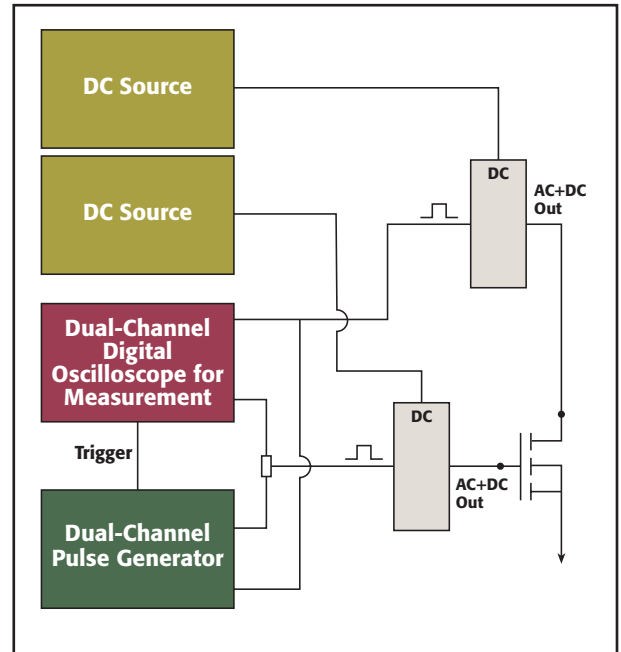 DC Source
DC Source
DC
AC+DC
Out
Dual-Channel
Digital
Oscilloscope for
Measurement
Trigger
DC
AC+DC
Out
Dual-Channel
Pulse Generator